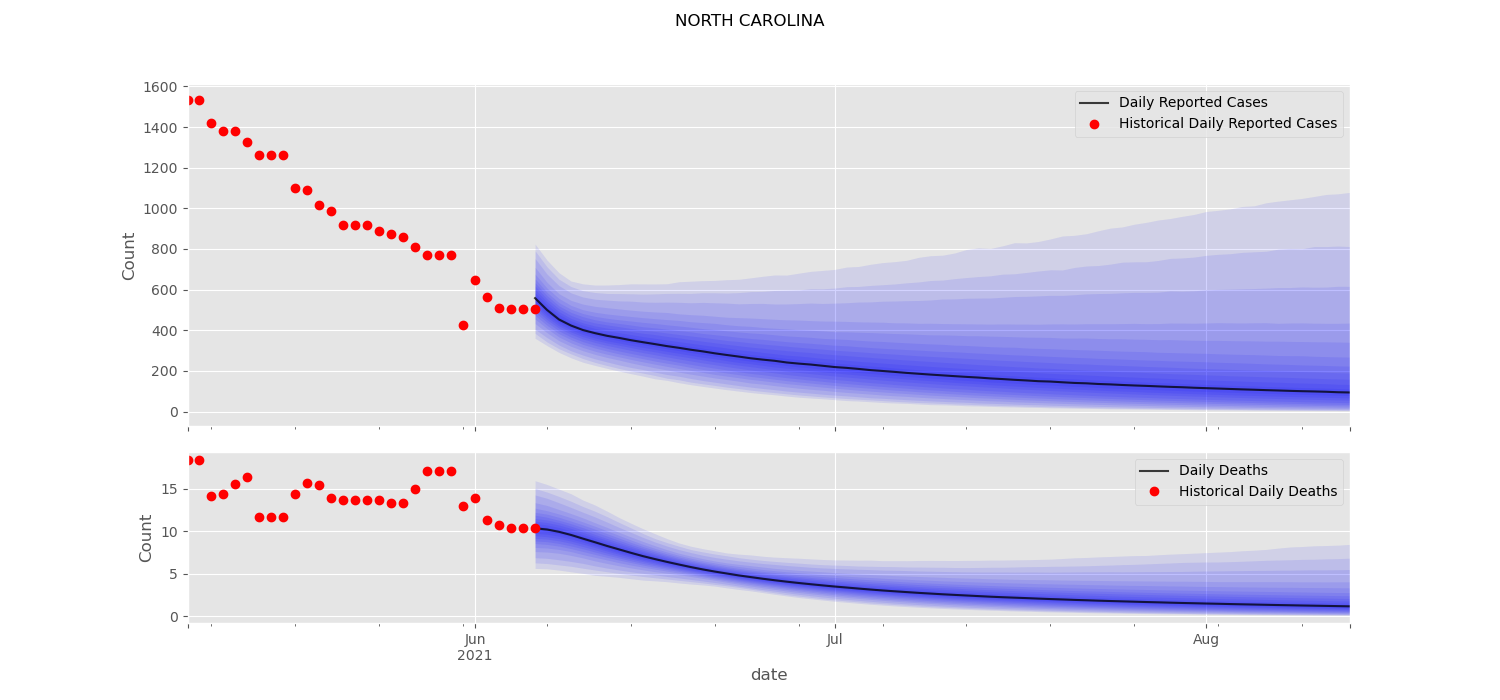 NORTH CAROLINA
1600
1400
1200
1000
800
600
400
200
0
Count
Daily Reported Cases
Historical Daily Reported Cases
15
10
5
0
Count
Daily Deaths
Historical Daily Deaths
Jun
2021
Jul
Aug
date